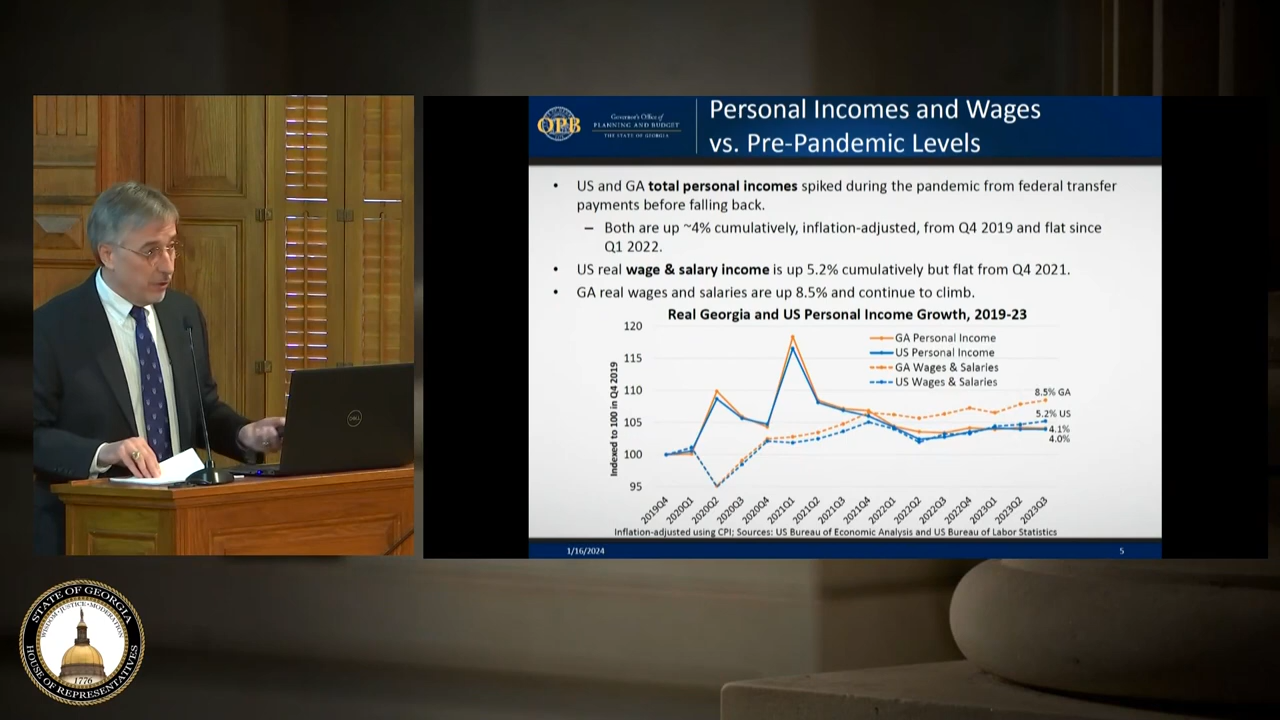 OPB
Governor's Office of
PLANNING AND BUDGET
THE STATE OF GEORGIA
Personal Incomes and Wages
vs. Pre-Pandemic Levels
• US and GA total personal incomes spiked during the pandemic from federal transfer
payments before falling back.
– Both are up ~4% cumulatively, inflation-adjusted, from Q4 2019 and flat since
Q1 2022.
• US real wage & salary income is up 5.2% cumulatively but flat from Q4 2021.
• GA real wages and salaries are up 8.5% and continue to climb.
Real Georgia and US Personal Income Growth, 2019-23
Indexed to 100 in Q4 2019
120
115
110
105
100
95
GA Personal Income
US Personal Income
GA Wages & Salaries
US Wages & Salaries
8.5% GA
5.2% US
4.1%
4.0%
2019Q4
2020Q1
2020Q2
2020Q3
2020Q4
2021Q1
2021Q2
2021Q3
2021Q4
2022Q1
2022Q2
2022Q3
2022Q4
2023Q1
2023Q2
2023Q3
Inflation-adjusted using CPI; Sources: US Bureau of Economic Analysis and US Bureau of Labor Statistics
1/16/2024
5
DELL
STATE OF GEORGIA
WISDOM • JUSTICE • MODERATION
1776
HOUSE OF REPRESENTATIVES